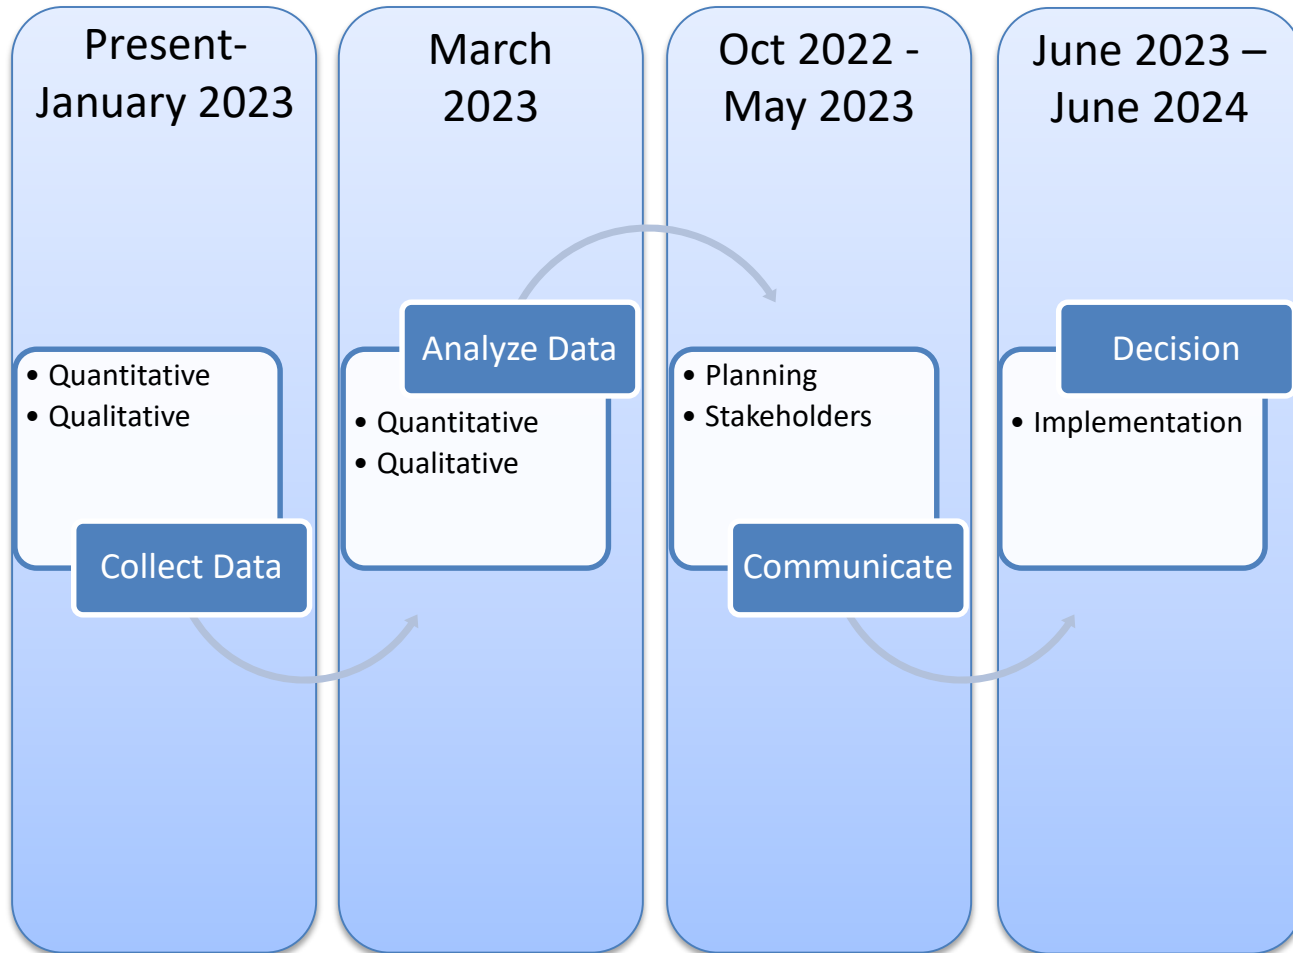 Present-
January 2023
• Quantitative
• Qualitative
Collect Data
March
2023
Analyze Data
• Quantitative
• Qualitative
Oct 2022 -
May 2023
• Planning
• Stakeholders
Communicate
June 2023 –
June 2024
Decision
• Implementation